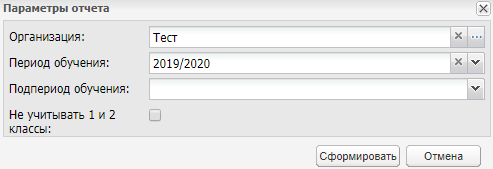 Параметры отчета
Организация: Тест
Период обучения: 2019/2020
Подпериод обучения:
Не учитывать 1 и 2
классы:
Сформировать Отмена